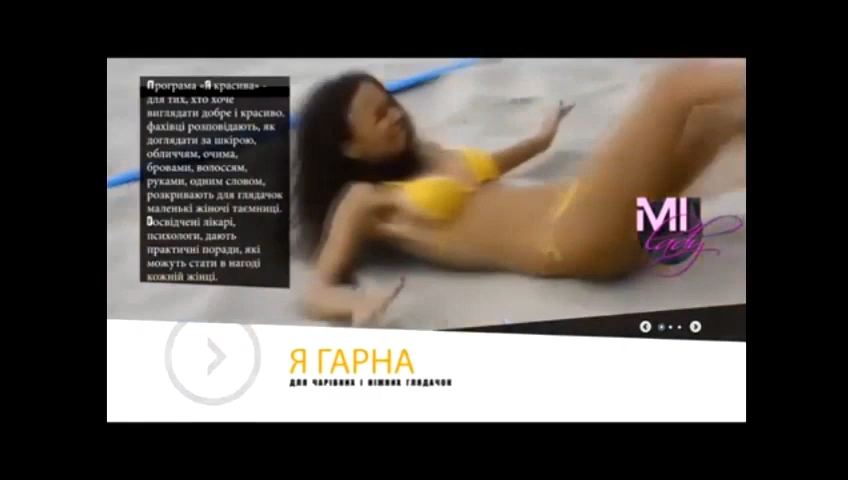 Програма «Я красива» -
для тих, хто хоче
виглядати добре і красиво.
фахівці розповідають, як
доглядати за шкірою,
обличчям, очима,
бровами, волоссям,
руками, одним словом,
розкривають для глядачок
маленькі жіночі таємниці.
Досвідчені лікарі,
психологи, дають
практичні поради, які
можуть стати в нагоді
кожній жінці.
MI
lady
Я ГАРНА
для чарівних і ніжних глядачок